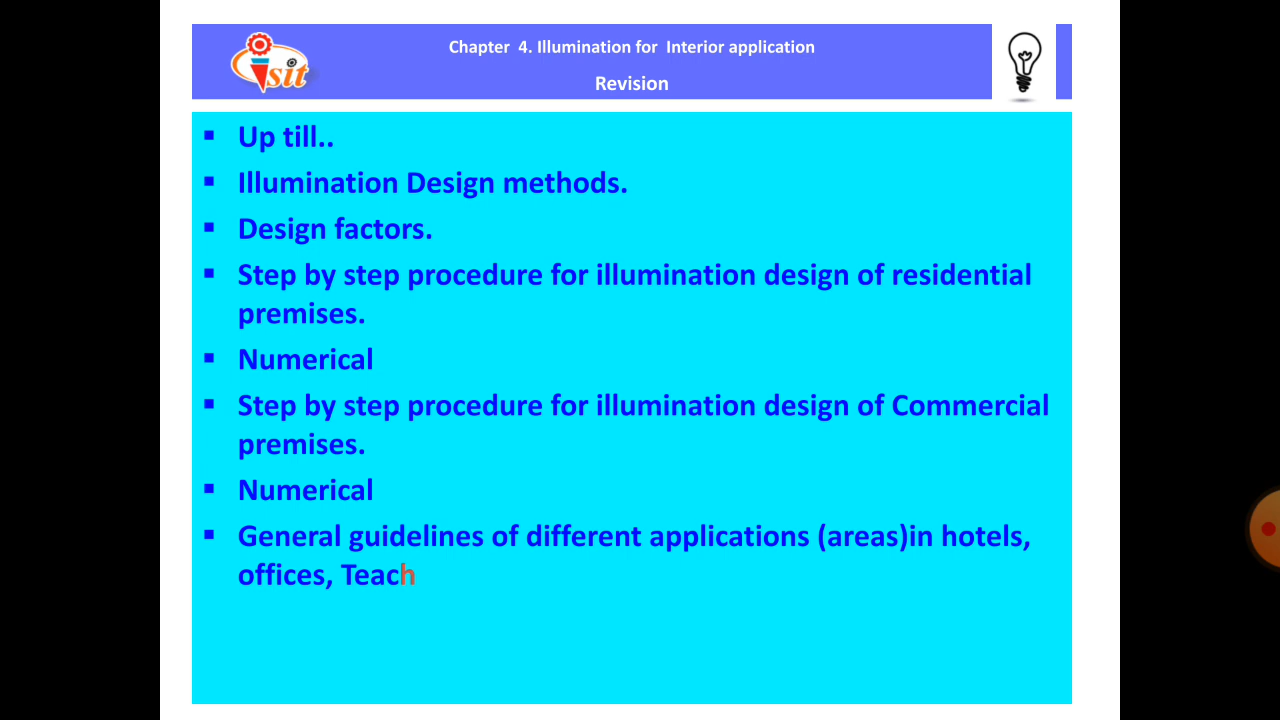 Chapter 4. Illumination for Interior application
Revision
isit
▪ Up till..
▪ Illumination Design methods.
▪ Design factors.
▪ Step by step procedure for illumination design of residential
premises.
▪ Numerical
▪ Step by step procedure for illumination design of Commercial
premises.
▪ Numerical
▪ General guidelines of different applications (areas)in hotels,
offices, Teach